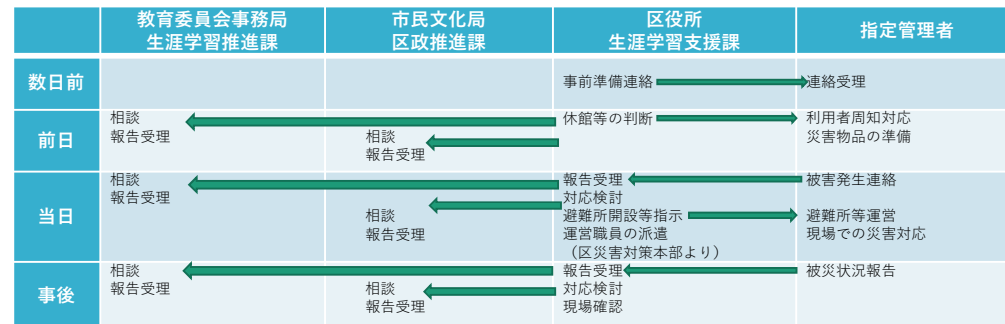 教育委員会事務局
生涯学習推進課
市民文化局
区政推進課
区役所
生涯学習支援課
指定管理者
数日前
事前準備連絡
連絡受理
前日
相談
報告受理
相談
報告受理
休館等の判断
利用者周知対応
災害物品の準備
当日
相談
報告受理
相談
報告受理
報告受理
対応検討
避難所開設等指示
運営職員の派遣
（区災害対策本部より）
被害発生連絡
避難所等運営
現場での災害対応
事後
相談
報告受理
相談
報告受理
報告受理
対応検討
現場確認
被災状況報告